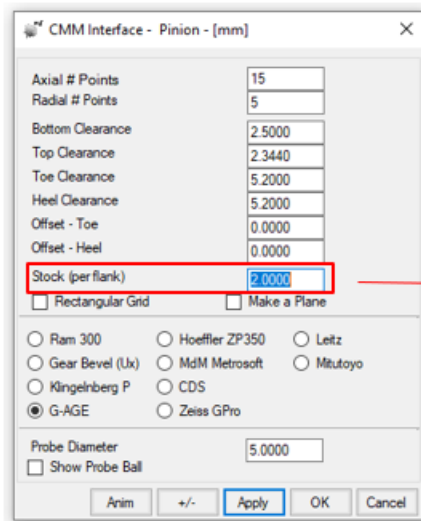 CMM Interface - Pinion - [mm]
Axial # Points 15
Radial # Points 5
Bottom Clearance 2.5000
Top Clearance 2.3440
Toe Clearance 5.2000
Heel Clearance 5.2000
Offset - Toe 0.0000
Offset - Heel 0.0000
Stock (per flank) 2.0000
Rectangular Grid Make a Plane
Ram 300 Hoeffler ZP350 Leitz
Gear Bevel (Ux) MdM Metrosoft Mitutoyo
Klingelnberg P CDS
G-AGE Zeiss GPro
Probe Diameter 5.0000
Show Probe Ball
Anim +/- Apply OK Cancel